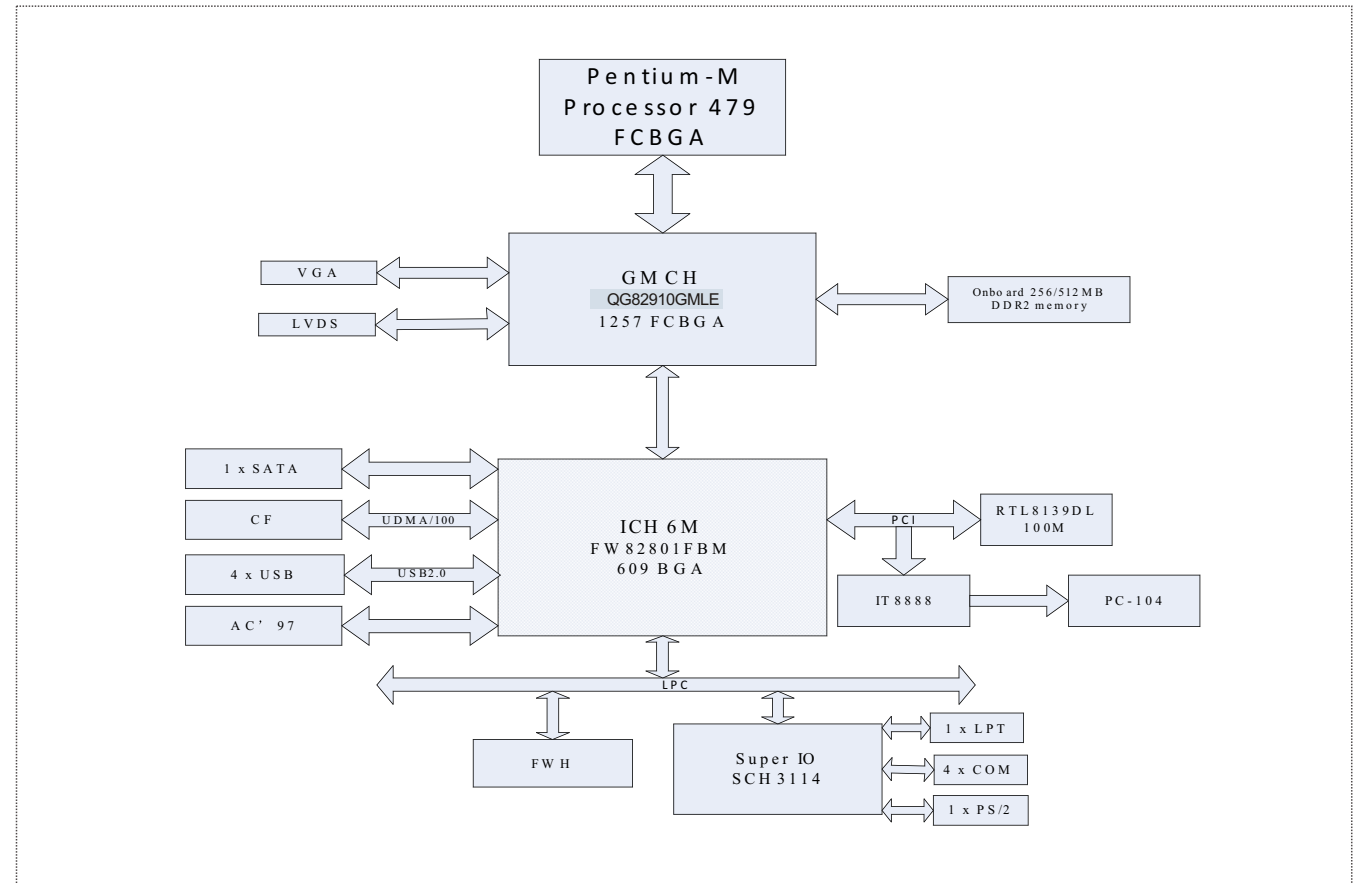 Pentium-M
Processor 479
FCBGA
VGA
LVDS
GMCH
QG82910GMLE
1257 FCBGA
Onboard 256/512MB
DDR2 memory
1 x SATA
CF
UDMA/100
4 x USB
USB2.0
AC' 97
ICH 6M
FW82801FBM
609 BGA
PCI
RTL8139DL
100M
IT8888
PC-104
LPC
FWH
Super IO
SCH3114
1 x LPT
4 x COM
1 x PS/2